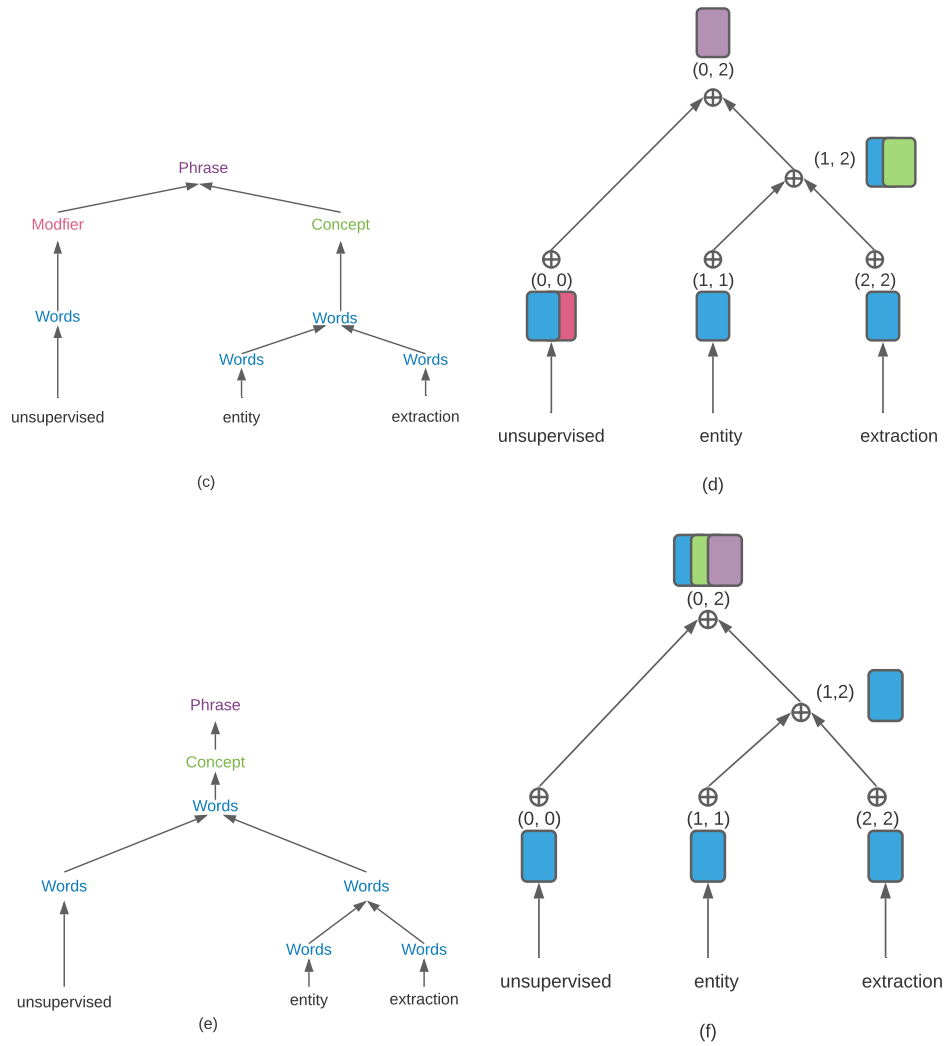 Phrase
Modfier
Concept
Words
Words
Words
Words
unsupervised
entity
extraction
(c)
(0, 2)
(1, 2)
(0, 0)
(1, 1)
(2, 2)
unsupervised
entity
extraction
(d)
Phrase
Concept
Words
Words
Words
Words
Words
unsupervised
entity
extraction
(e)
(0, 2)
(1,2)
(0, 0)
(1, 1)
(2, 2)
unsupervised
entity
extraction
(f)